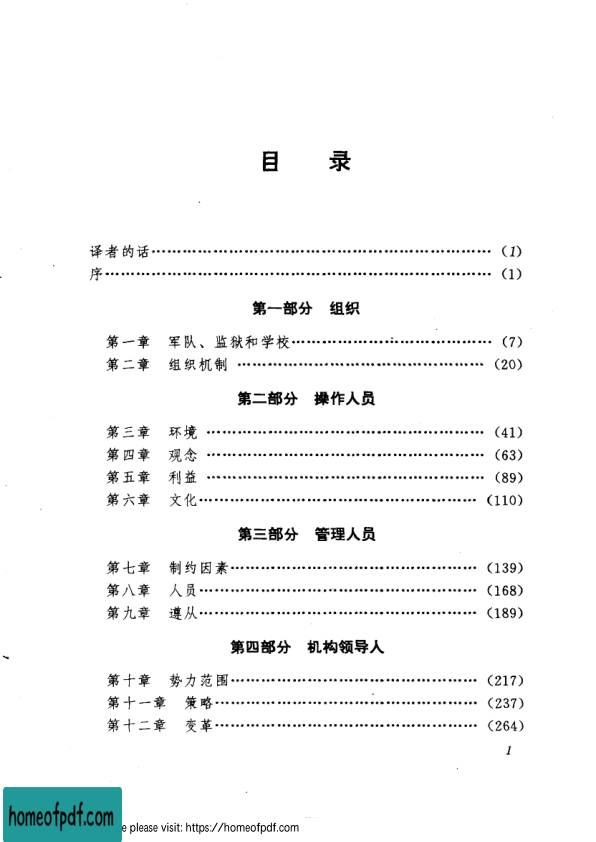 目 录
译者的话…………………………………………………………(1)
序…………………………………………………………………(1)
第一部分 组织
第一章 军队、监狱和学校………………………………(7)
第二章 组织机制…………………………………………(20)
第二部分 操作人员
第三章 环境………………………………………………(41)
第四章 观念………………………………………………(63)
第五章 利益………………………………………………(89)
第六章 文化………………………………………………(110)
第三部分 管理人员
第七章 制约因素…………………………………………(139)
第八章 人员………………………………………………(168)
第九章 遵从………………………………………………(189)
第四部分 机构领导人
第十章 势力范围…………………………………………(217)
第十一章 策略……………………………………………(237)
第十二章 变革……………………………………………(264)
1
homeofpdf.com
e please visit: https://homeofpdf.com